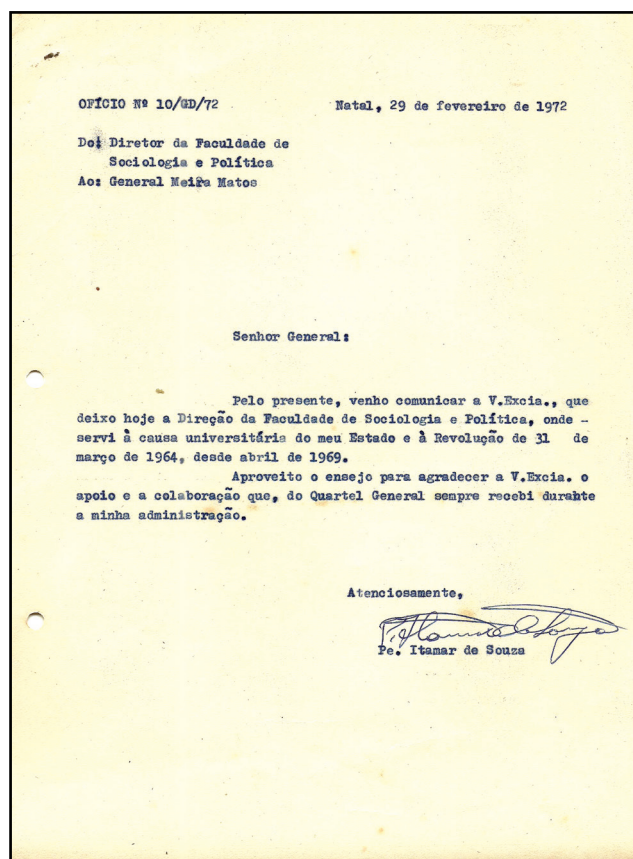 OFÍCIO Nº 10/GD/72 Natal, 29 de fevereiro de 1972
Do: Diretor da Faculdade de
Sociologia e Política
Ao: General Meira Matos
Senhor General:
Pelo presente, venho comunicar a V.Excia., que
deixo hoje a Direção da Faculdade de Sociologia e Política, onde -
servi à causa universitária do meu Estado e à Revolução de 31 de
março de 1964, desde abril de 1969.
Aproveito o ensejo para agradecer a V.Excia. o
apoio e a colaboração que, do Quartel General sempre recebi durante
a minha administração.
Atenciosamente,
Pe. Itamar de Souza